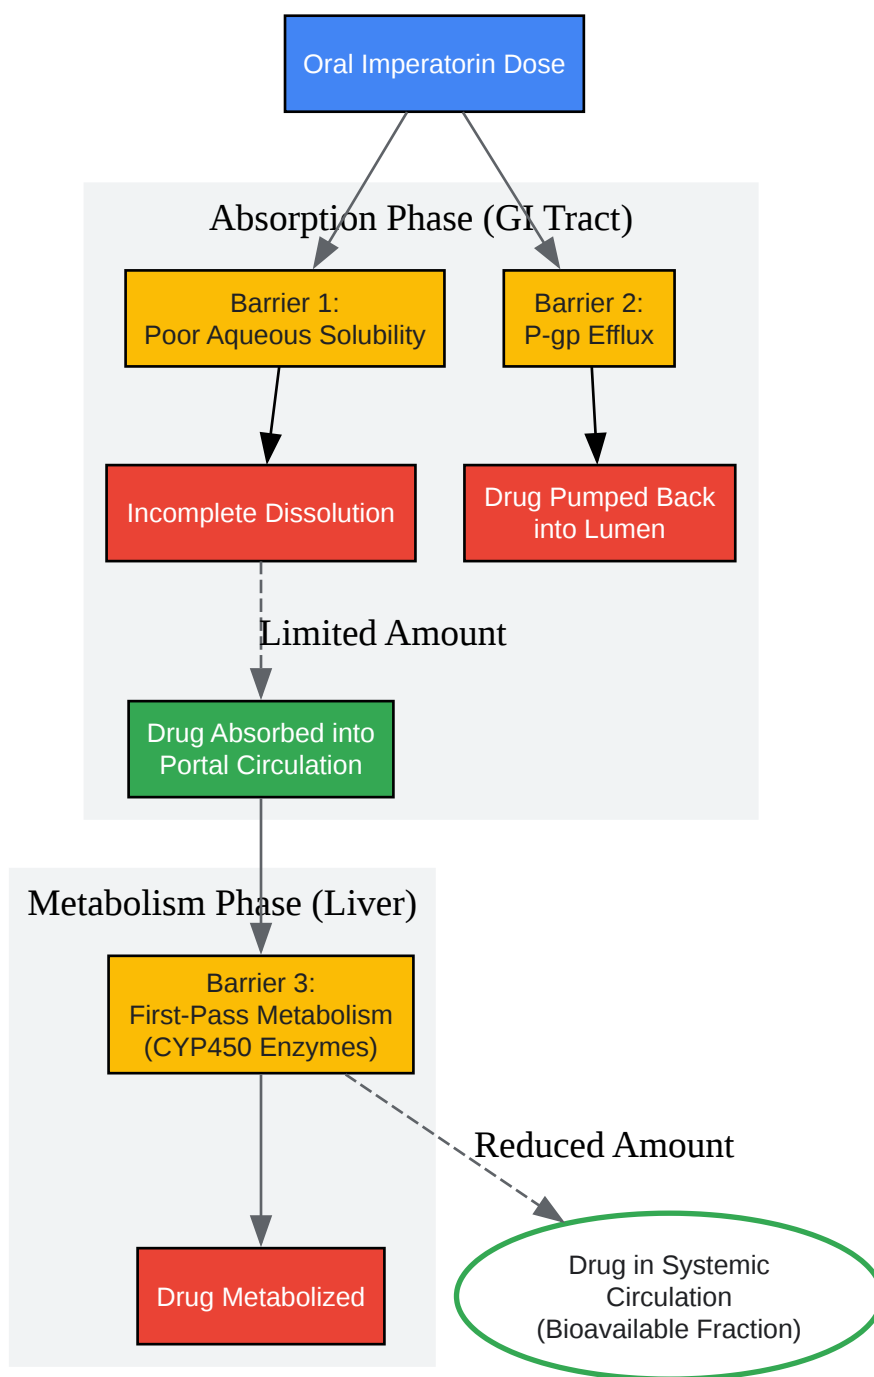 Oral Imperatorin Dose
Absorption Phase (GI Tract)
Barrier 1:
Poor Aqueous Solubility
Barrier 2:
P-gp Efflux
Incomplete Dissolution
Drug Pumped Back
into Lumen
Limited Amount
Drug Absorbed into
Portal Circulation
Metabolism Phase (Liver)
Barrier 3:
First-Pass Metabolism
(CYP450 Enzymes)
Reduced Amount
Drug Metabolized
Drug in Systemic
Circulation
(Bioavailable Fraction)